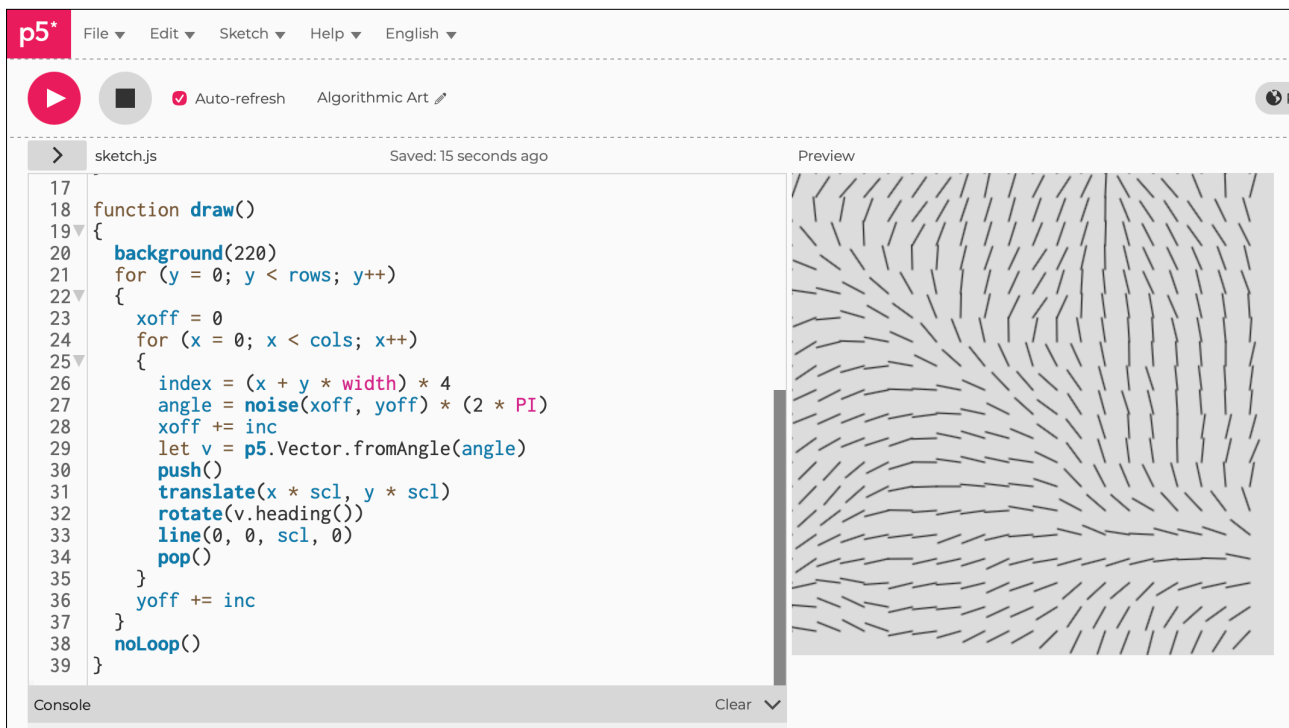 p5*
File Edit Sketch Help English
Auto-refresh Algorithmic Art
sketch.js Saved: 15 seconds ago Preview
17
18 function draw()
19 {
20 background(220)
21 for (y = 0; y < rows; y++)
22 {
23 xoff = 0
24 for (x = 0; x < cols; x++)
25 {
26 index = (x + y * width) * 4
27 angle = noise(xoff, yoff) * (2 * PI)
28 xoff += inc
29 let v = p5.Vector.fromAngle(angle)
30 push()
31 translate(x * scl, y * scl)
32 rotate(v.heading())
33 line(0, 0, scl, 0)
34 pop()
35 }
36 yoff += inc
37 }
38 noLoop()
39 }
Console Clear